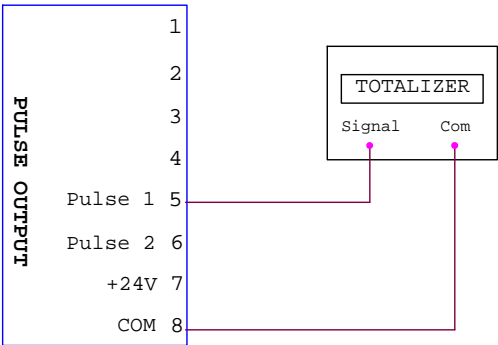 PULSE OUTPUT
1
2
3
4
Pulse 1 5
Pulse 2 6
+24V 7
COM 8
TOTALIZER
Signal Com